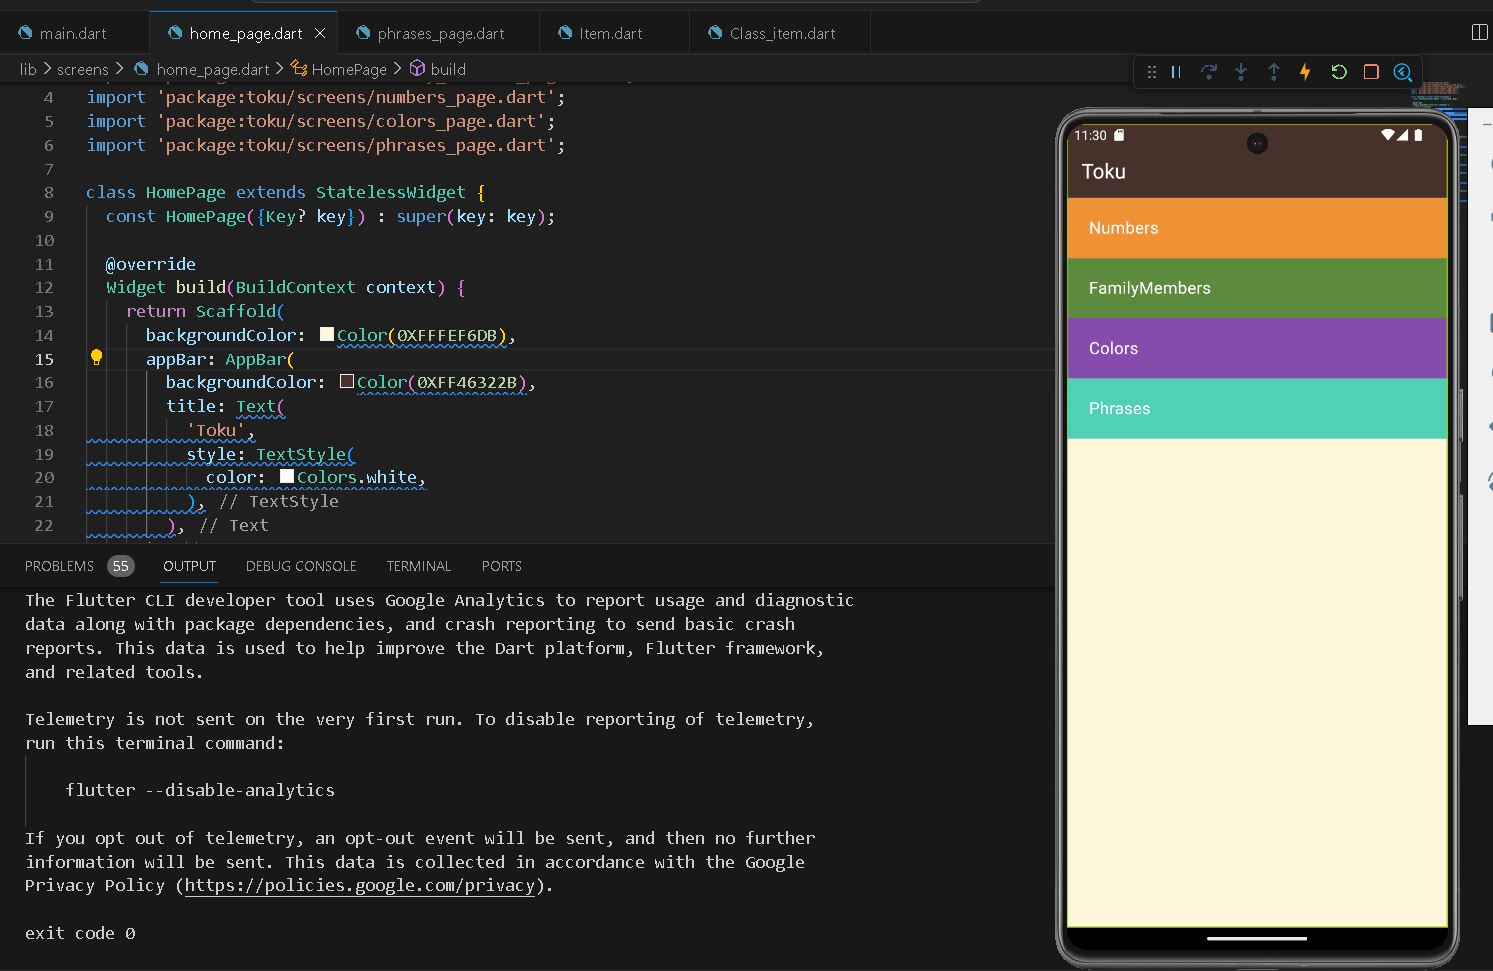 main.dart
home_page.dart
phrases_page.dart
Item.dart
Class_item.dart
lib > screens > home_page.dart > HomePage > build
4 import 'package:toku/screens/numbers_page.dart';
5 import 'package:toku/screens/colors_page.dart';
6 import 'package:toku/screens/phrases_page.dart';
7
8 class HomePage extends StatelessWidget {
9 const HomePage({Key? key}) : super(key: key);
10
11 @override
12 Widget build(BuildContext context) {
13 return Scaffold(
14 backgroundColor: Color(0XFFFEF6DB),
15 appBar: AppBar(
16 backgroundColor: Color(0XFF46322B),
17 title: Text(
18 'Toku',
19 style: TextStyle(
20 color: Colors.white,
21 ), // TextStyle
22 ), // Text
PROBLEMS 55 OUTPUT DEBUG CONSOLE TERMINAL PORTS
The Flutter CLI developer tool uses Google Analytics to report usage and diagnostic
data along with package dependencies, and crash reporting to send basic crash
reports. This data is used to help improve the Dart platform, Flutter framework,
and related tools.
Telemetry is not sent on the very first run. To disable reporting of telemetry,
run this terminal command:
flutter --disable-analytics
If you opt out of telemetry, an opt-out event will be sent, and then no further
information will be sent. This data is collected in accordance with the Google
Privacy Policy (https://policies.google.com/privacy).
exit code 0
11:30
Toku
Numbers
FamilyMembers
Colors
Phrases